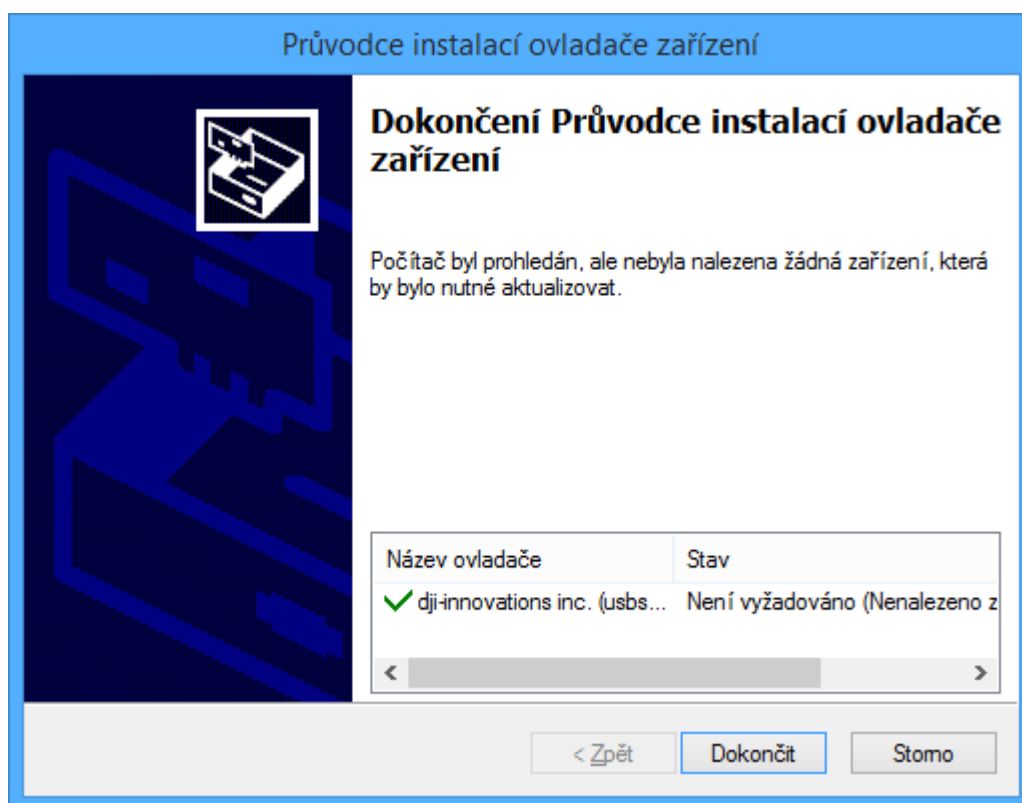 Průvodce instalací ovladače zařízení
Dokončení Průvodce instalací ovladače
zařízení
Počítač byl prohledán, ale nebyla nalezena žádná zařízení, která
by bylo nutné aktualizovat.
Název ovladače Stav
dji-innovations inc. (usbs... Není vyžadováno (Nenalezeno z
< Zpět Dokončit Storno